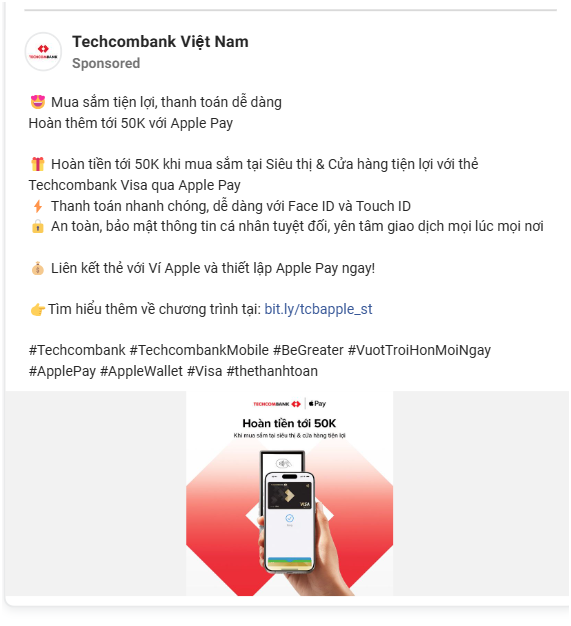 TECHCOMBANK
Techcombank Việt Nam
Sponsored
😍 Mua sắm tiện lợi, thanh toán dễ dàng
Hoàn thêm tới 50K với Apple Pay
🎁 Hoàn tiền tới 50K khi mua sắm tại Siêu thị & Cửa hàng tiện lợi với thẻ
Techcombank Visa qua Apple Pay
⚡ Thanh toán nhanh chóng, dễ dàng với Face ID và Touch ID
🔒 An toàn, bảo mật thông tin cá nhân tuyệt đối, yên tâm giao dịch mọi lúc mọi nơi
💰 Liên kết thẻ với Ví Apple và thiết lập Apple Pay ngay!
👉Tìm hiểu thêm về chương trình tại: bit.ly/tcbapple_st
#Techcombank #TechcombankMobile #BeGreater #VuotTroiHonMoiNgay
#ApplePay #AppleWallet #Visa #thethanhtoan
TECHCOMBANK Pay
Hoàn tiền tới 50K
Khi mua sắm tại siêu thị & cửa hàng tiện lợi
VISA